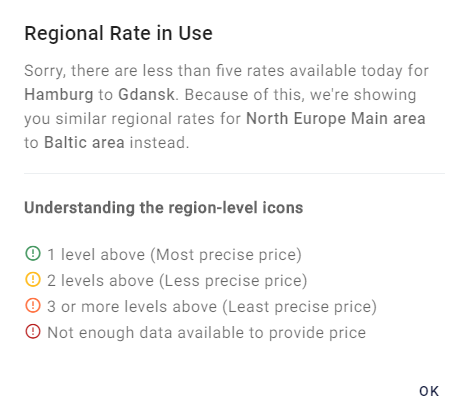 Regional Rate in Use
Sorry, there are less than five rates available today for
Hamburg to Gdansk. Because of this, we're showing
you similar regional rates for North Europe Main area
to Baltic area instead.
Understanding the region-level icons
1 level above (Most precise price)
2 levels above (Less precise price)
3 or more levels above (Least precise price)
Not enough data available to provide price
OK